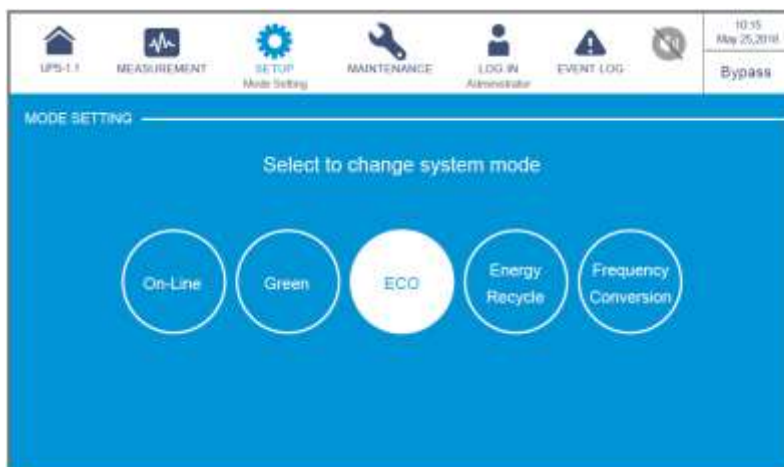 10:15
May 25,2018
UPS-1.1
MEASUREMENT
SETUP
MAINTENANCE
LOG IN
EVENT LOG
Mode Setting
Administrator
Bypass
MODE SETTING
Select to change system mode
On-Line
Green
ECO
Energy
Recycle
Frequency
Conversion